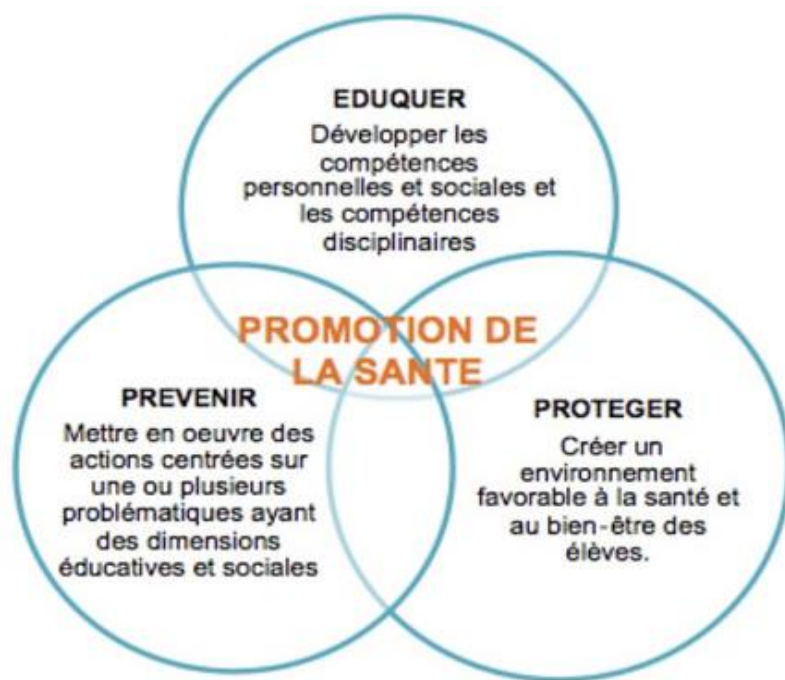 EDUQUER
Développer les
compétences
personnelles et sociales et
les compétences
disciplinaires
PROMOTION DE
LA SANTE
PREVENIR
Mettre en oeuvre des
actions centrées sur
une ou plusieurs
problématiques ayant
des dimensions
éducatives et sociales
PROTEGER
Créer un
environnement
favorable à la santé et
au bien-être des
élèves.